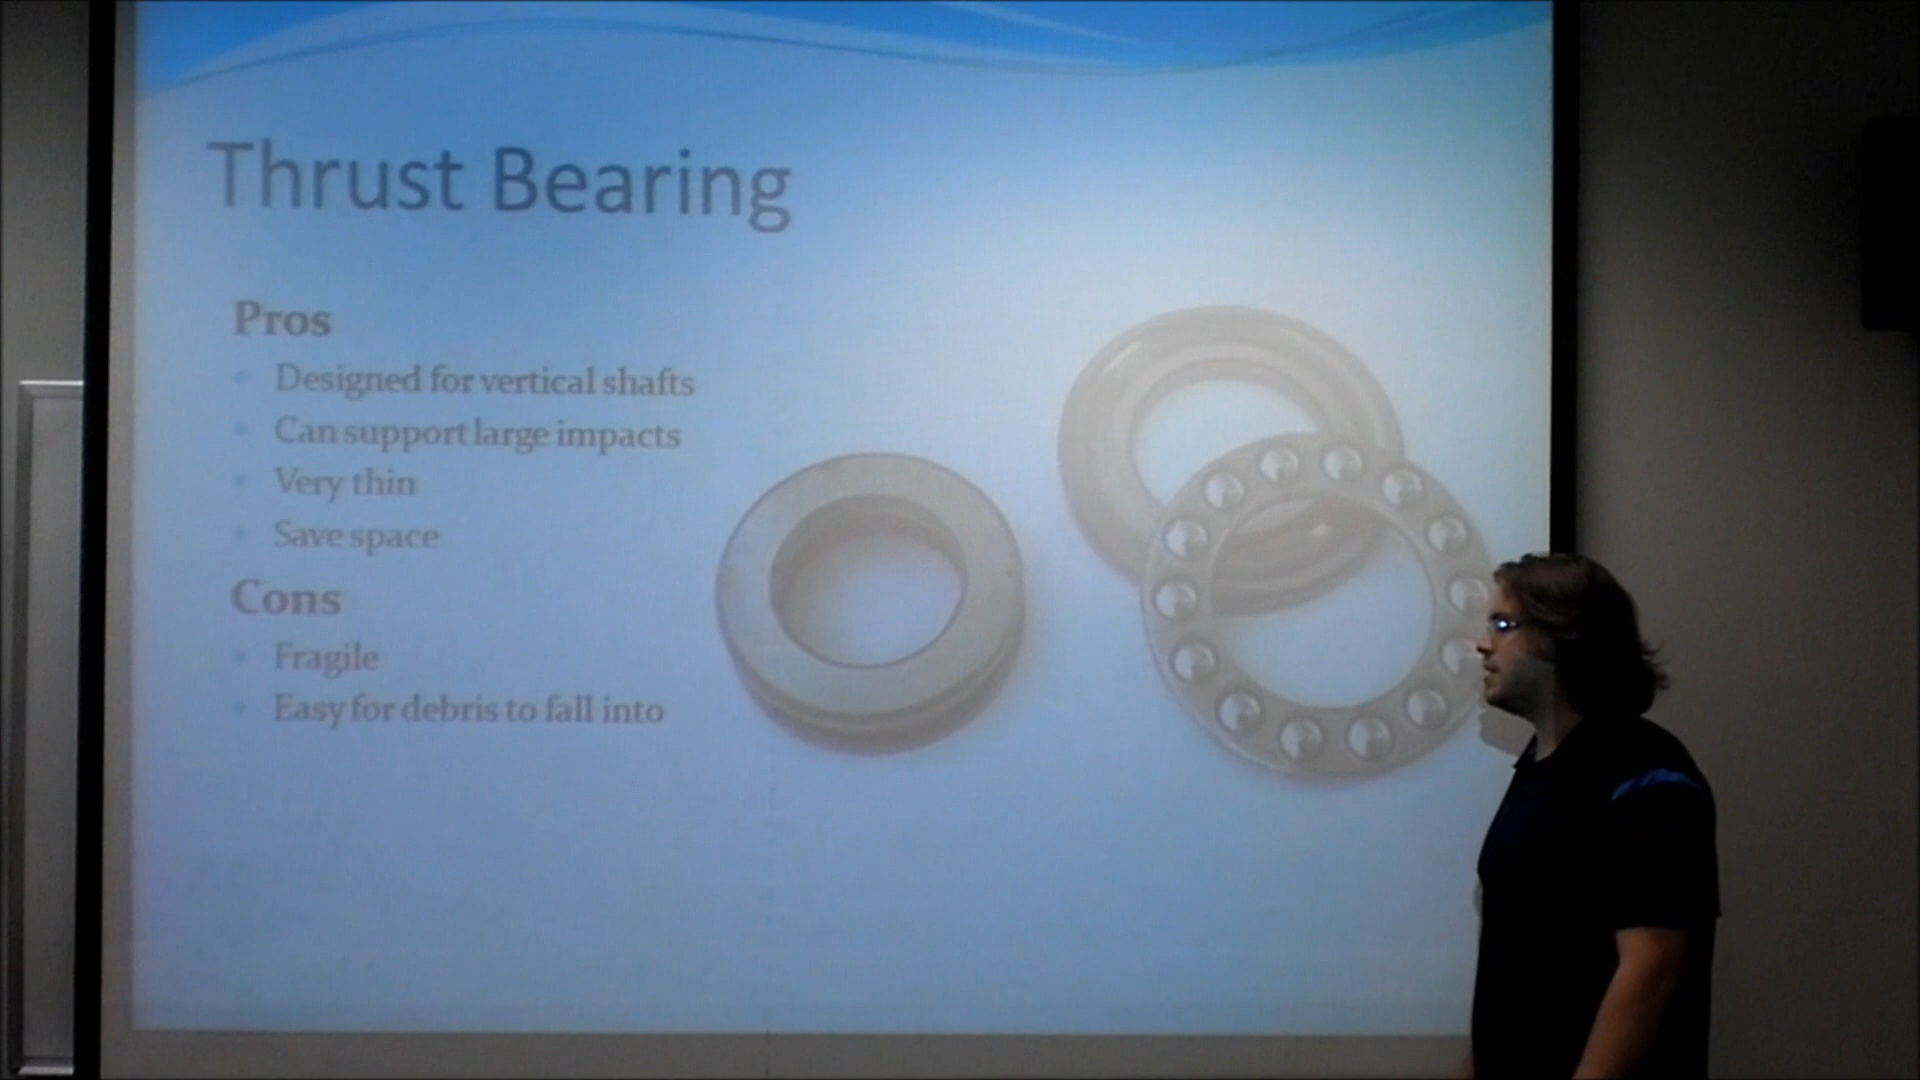 Thrust Bearing
Pros
Designed for vertical shafts
Can support large impacts
Very thin
Save space
Cons
Fragile
Easy for debris to fall into